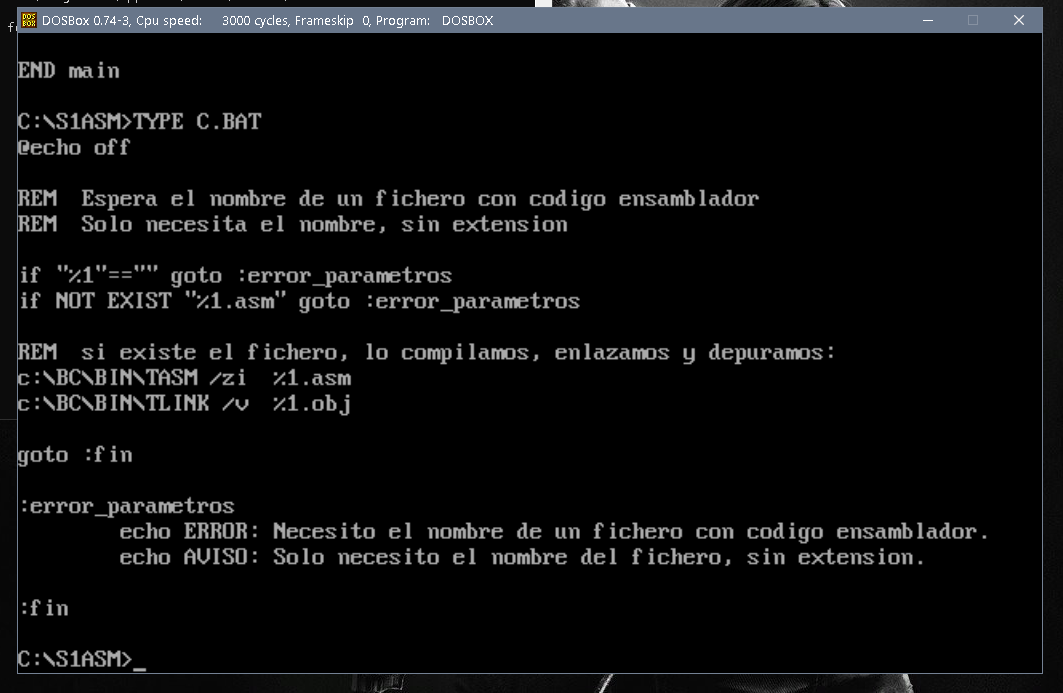 DOSBox 0.74-3, Cpu speed: 3000 cycles, Frameskip 0, Program: DOSBOX
END main
C:\S1ASM>TYPE C.BAT
@echo off
REM  Espera el nombre de un fichero con codigo ensamblador
REM  Solo necesita el nombre, sin extension
if "%1"=="" goto :error_parametros
if NOT EXIST "%1.asm" goto :error_parametros
REM  si existe el fichero, lo compilamos, enlazamos y depuramos:
c:\BC\BIN\TASM /zi  %1.asm
c:\BC\BIN\TLINK /v  %1.obj
goto :fin
:error_parametros
        echo ERROR: Necesito el nombre de un fichero con codigo ensamblador.
        echo AVISO: Solo necesito el nombre del fichero, sin extension.
:fin
C:\S1ASM>_